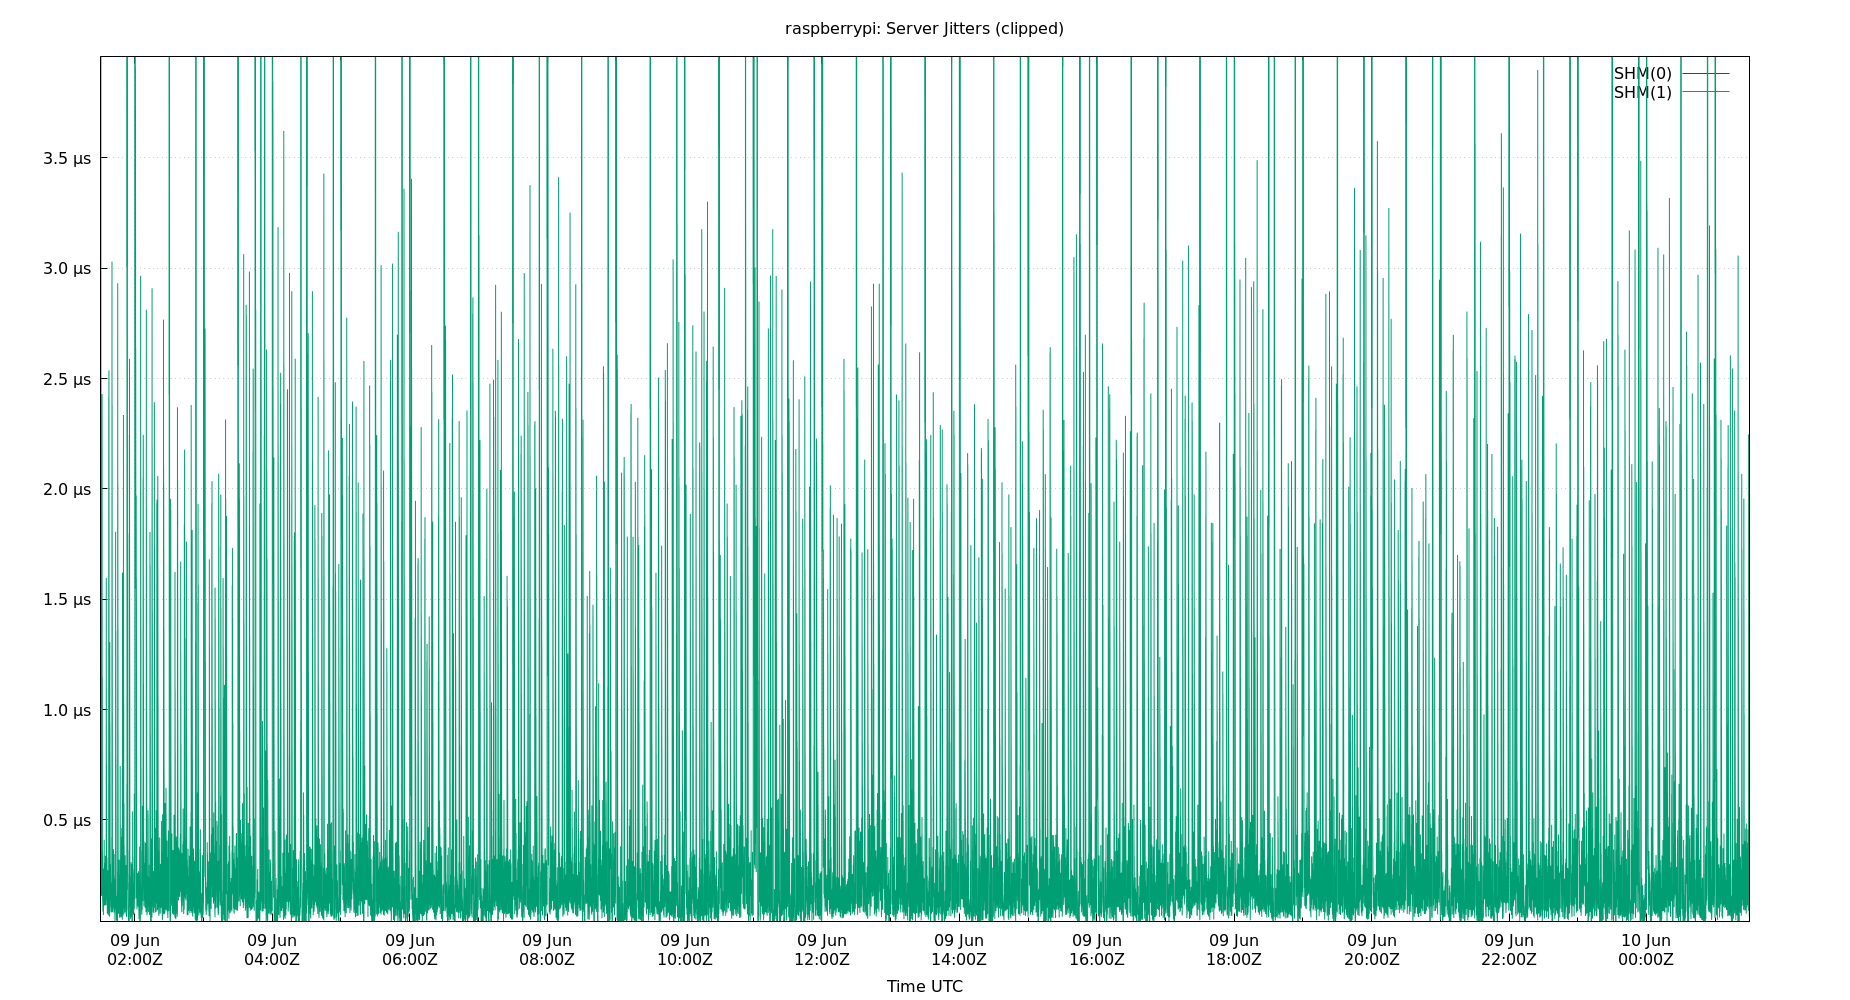 raspberrypi: Server Jitters (clipped)
SHM(0)
SHM(1)
3.5 µs
3.0 µs
2.5 µs
2.0 µs
1.5 µs
1.0 µs
0.5 µs
09 Jun 09 Jun 09 Jun 09 Jun 09 Jun 09 Jun 09 Jun 09 Jun 09 Jun 09 Jun 09 Jun 10 Jun
02:00Z 04:00Z 06:00Z 08:00Z 10:00Z 12:00Z 14:00Z 16:00Z 18:00Z 20:00Z 22:00Z 00:00Z
Time UTC